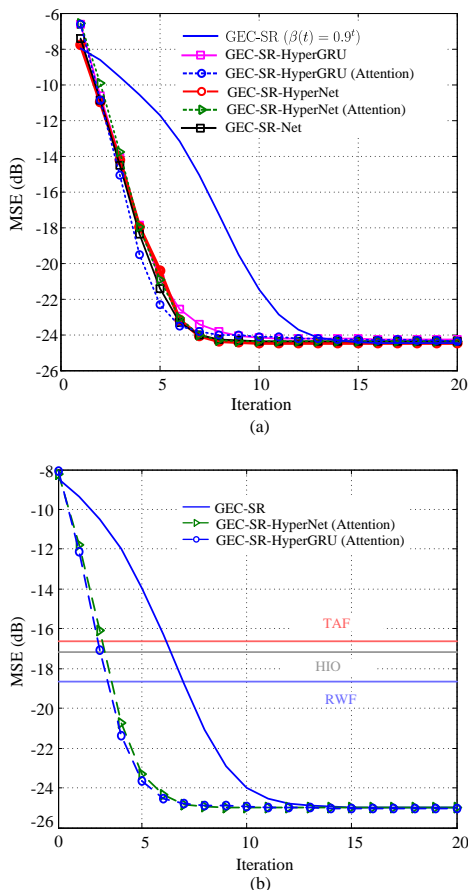 -6
-8
-10
-12
-14
-16
-18
-20
-22
-24
-26
MSE (dB)
GEC-SR (β(t) = 0.9^t)
GEC-SR-HyperGRU
GEC-SR-HyperGRU (Attention)
GEC-SR-HyperNet
GEC-SR-HyperNet (Attention)
GEC-SR-Net
0 5 10 15 20
Iteration
(a)
-8
-10
-12
-14
-16
-18
-20
-22
-24
-26
MSE (dB)
GEC-SR
GEC-SR-HyperNet (Attention)
GEC-SR-HyperGRU (Attention)
TAF
HIO
RWF
0 5 10 15 20
Iteration
(b)